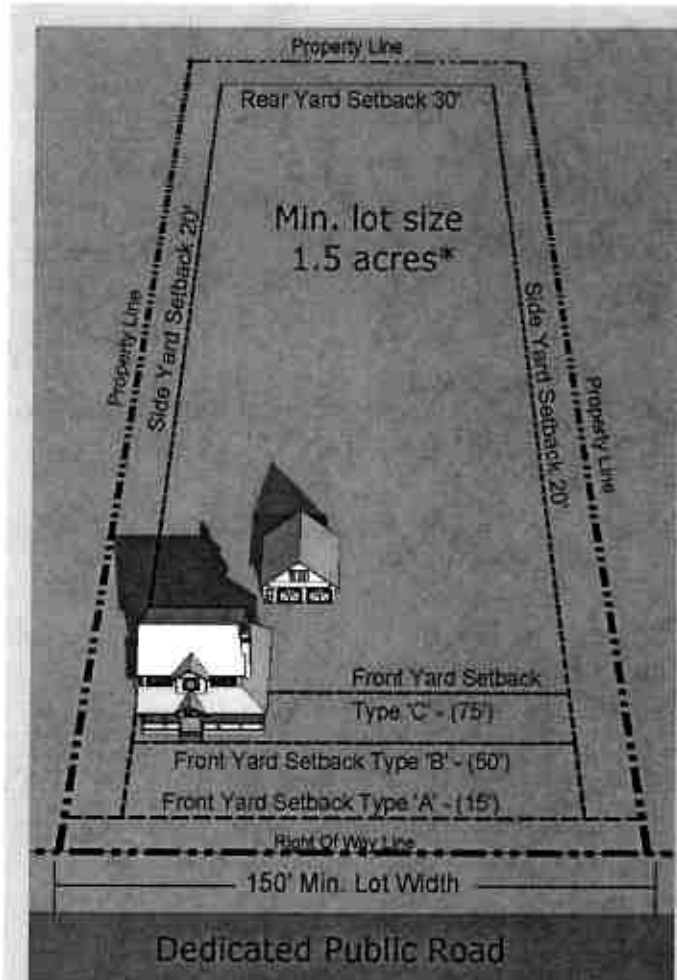 Property Line
Rear Yard Setback 30'
Min. lot size
1.5 acres*
Side Yard Setback 20'
Property Line
Side Yard Setback 20'
Property Line
Front Yard Setback
Type 'C' - (75')
Front Yard Setback Type 'B' - (50')
Front Yard Setback Type 'A' - (15')
Right Of Way Line
150' Min. Lot Width
Dedicated Public Road